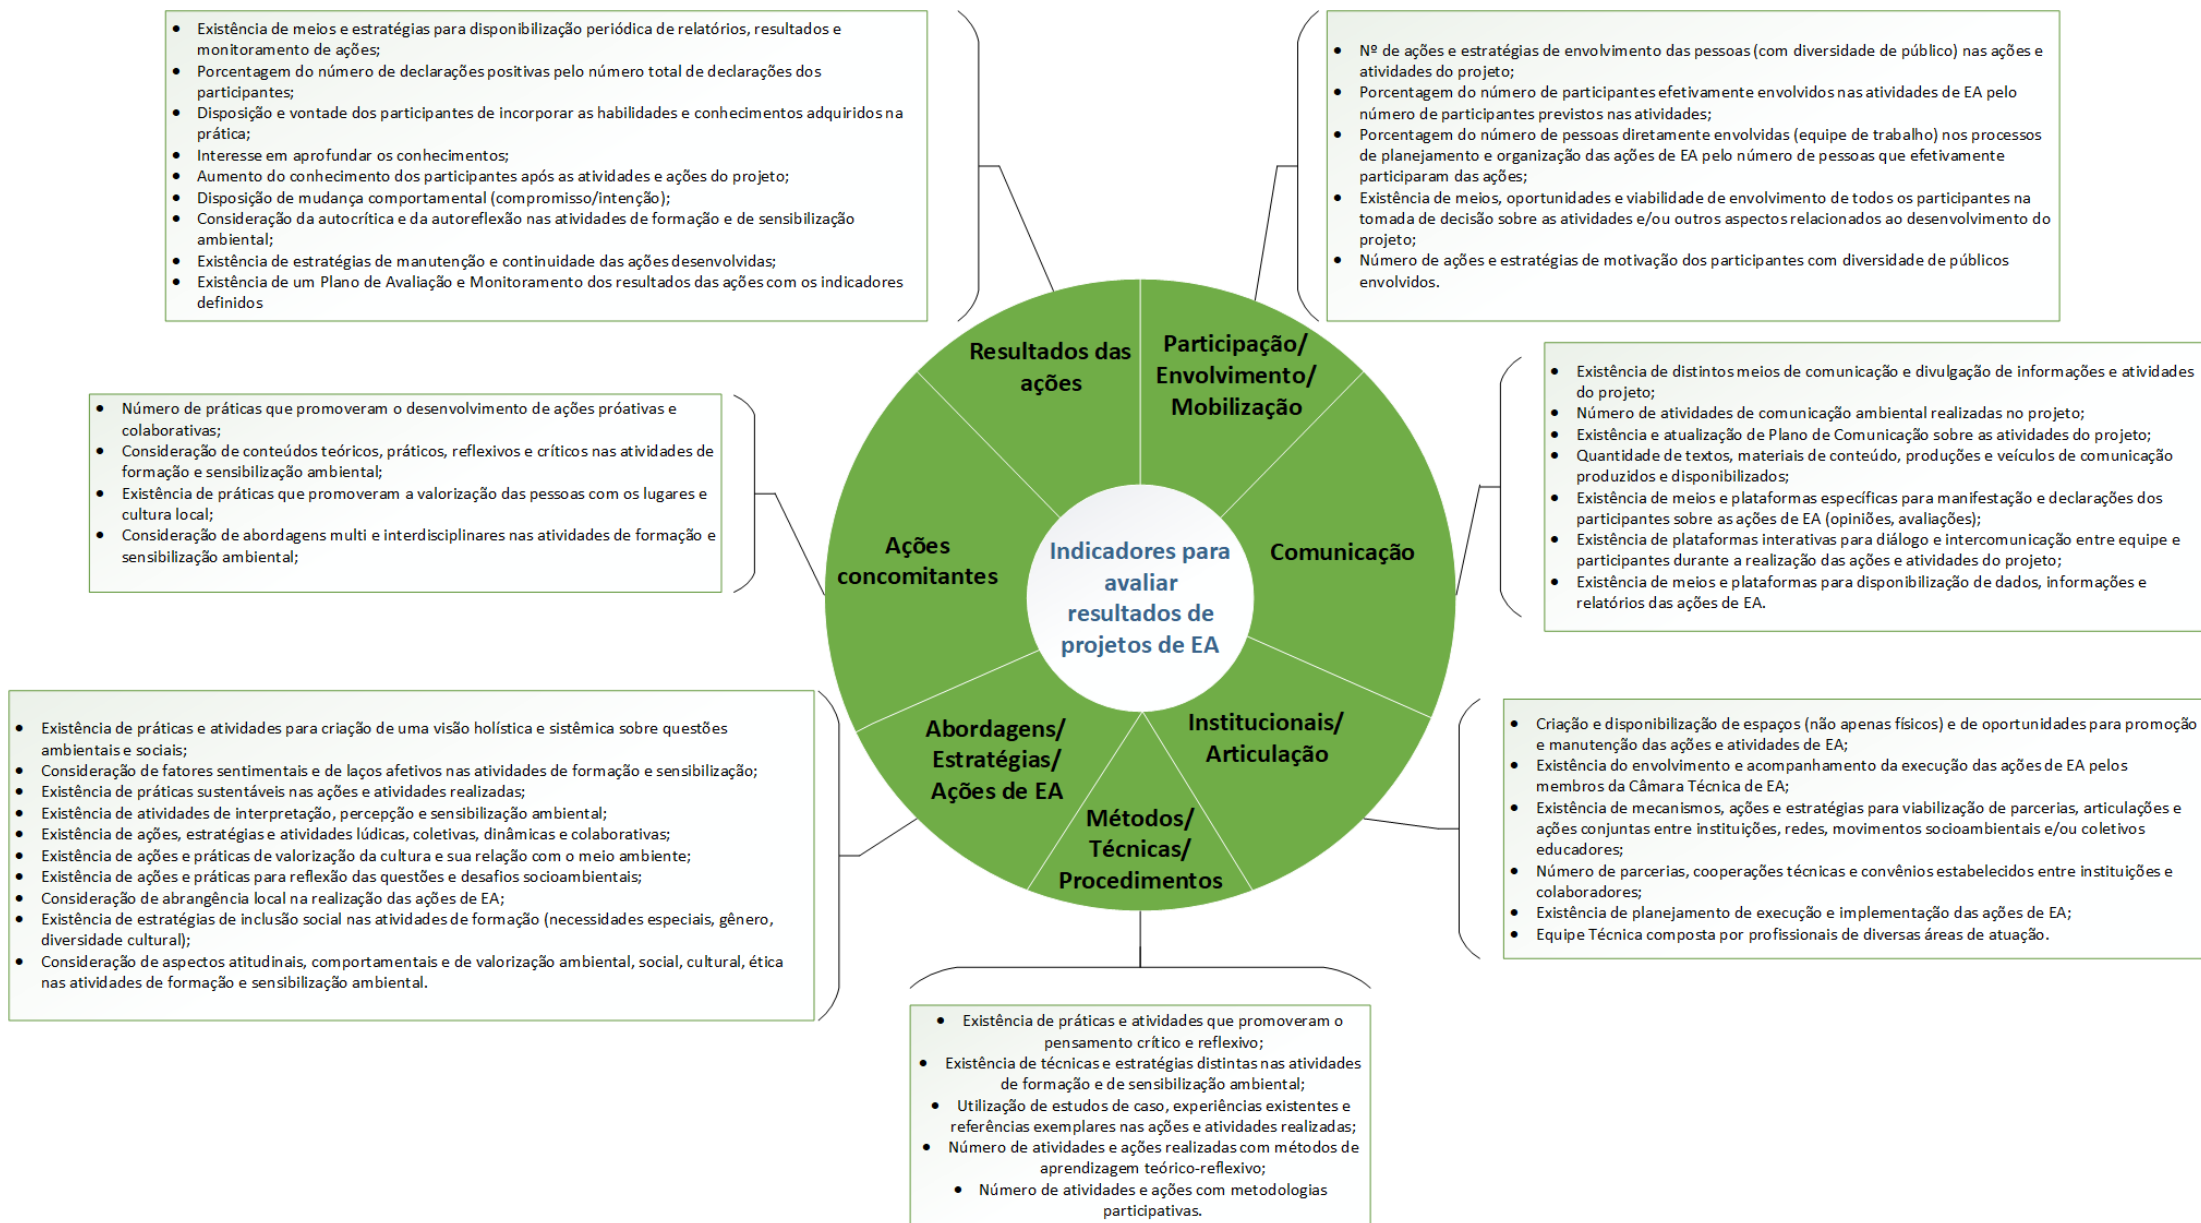 • Existência de meios e estratégias para disponibilização periódica de relatórios, resultados e
monitoramento de ações;
• Porcentagem do número de declarações positivas pelo número total de declarações dos
participantes;
• Disposição e vontade dos participantes de incorporar as habilidades e conhecimentos adquiridos na
prática;
• Interesse em aprofundar os conhecimentos;
• Aumento do conhecimento dos participantes após as atividades e ações do projeto;
• Disposição de mudança comportamental (compromisso/intenção);
• Consideração da autocrítica e da autoreflexão nas atividades de formação e de sensibilização
ambiental;
• Existência de estratégias de manutenção e continuidade das ações desenvolvidas;
• Existência de um Plano de Avaliação e Monitoramento dos resultados das ações com os indicadores
definidos
• Nº de ações e estratégias de envolvimento das pessoas (com diversidade de público) nas ações e
atividades do projeto;
• Porcentagem do número de participantes efetivamente envolvidos nas atividades de EA pelo
número de participantes previstos nas atividades;
• Porcentagem do número de pessoas diretamente envolvidas (equipe de trabalho) nos processos
de planejamento e organização das ações de EA pelo número de pessoas que efetivamente
participaram das ações;
• Existência de meios, oportunidades e viabilidade de envolvimento de todos os participantes na
tomada de decisão sobre as atividades e/ou outros aspectos relacionados ao desenvolvimento do
projeto;
• Número de ações e estratégias de motivação dos participantes com diversidade de públicos
envolvidos.
Resultados das
ações
Participação/
Envolvimento/
Mobilização
• Número de práticas que promoveram o desenvolvimento de ações próativas e
colaborativas;
• Consideração de conteúdos teóricos, práticos, reflexivos e críticos nas atividades de
formação e sensibilização ambiental;
• Existência de práticas que promoveram a valorização das pessoas com os lugares e
cultura local;
• Consideração de abordagens multi e interdisciplinares nas atividades de formação e
sensibilização ambiental;
• Existência de distintos meios de comunicação e divulgação de informações e atividades
do projeto;
• Número de atividades de comunicação ambiental realizadas no projeto;
• Existência e atualização de Plano de Comunicação sobre as atividades do projeto;
• Quantidade de textos, materiais de conteúdo, produções e veículos de comunicação
produzidos e disponibilizados;
• Existência de meios e plataformas específicas para manifestação e declarações dos
participantes sobre as ações de EA (opiniões, avaliações);
• Existência de plataformas interativas para diálogo e intercomunicação entre equipe e
participantes durante a realização das ações e atividades do projeto;
• Existência de meios e plataformas para disponibilização de dados, informações e
relatórios das ações de EA.
Ações
concomitantes
Indicadores para
avaliar
resultados de
projetos de EA
Comunicação
Abordagens/
Estratégias/
Ações de EA
Institucionais/
Articulação
Métodos/
Técnicas/
Procedimentos
• Existência de práticas e atividades para criação de uma visão holística e sistêmica sobre questões
ambientais e sociais;
• Consideração de fatores sentimentais e de laços afetivos nas atividades de formação e sensibilização;
• Existência de práticas sustentáveis nas ações e atividades realizadas;
• Existência de atividades de interpretação, percepção e sensibilização ambiental;
• Existência de ações, estratégias e atividades lúdicas, coletivas, dinâmicas e colaborativas;
• Existência de ações e práticas de valorização da cultura e sua relação com o meio ambiente;
• Existência de ações e práticas para reflexão das questões e desafios socioambientais;
• Consideração de abrangência local na realização das ações de EA;
• Existência de estratégias de inclusão social nas atividades de formação (necessidades especiais, gênero,
diversidade cultural);
• Consideração de aspectos atitudinais, comportamentais e de valorização ambiental, social, cultural, ética
nas atividades de formação e sensibilização ambiental.
• Criação e disponibilização de espaços (não apenas físicos) e de oportunidades para promoção
e manutenção das ações e atividades de EA;
• Existência do envolvimento e acompanhamento da execução das ações de EA pelos
membros da Câmara Técnica de EA;
• Existência de mecanismos, ações e estratégias para viabilização de parcerias, articulações e
ações conjuntas entre instituições, redes, movimentos socioambientais e/ou coletivos
educadores;
• Número de parcerias, cooperações técnicas e convênios estabelecidos entre instituições e
colaboradores;
• Existência de planejamento de execução e implementação das ações de EA;
• Equipe Técnica composta por profissionais de diversas áreas de atuação.
• Existência de práticas e atividades que promoveram o
pensamento crítico e reflexivo;
• Existência de técnicas e estratégias distintas nas atividades
de formação e de sensibilização ambiental;
• Utilização de estudos de caso, experiências existentes e
referências exemplares nas ações e atividades realizadas;
• Número de atividades e ações realizadas com métodos de
aprendizagem teórico-reflexivo;
• Número de atividades e ações com metodologias
participativas.